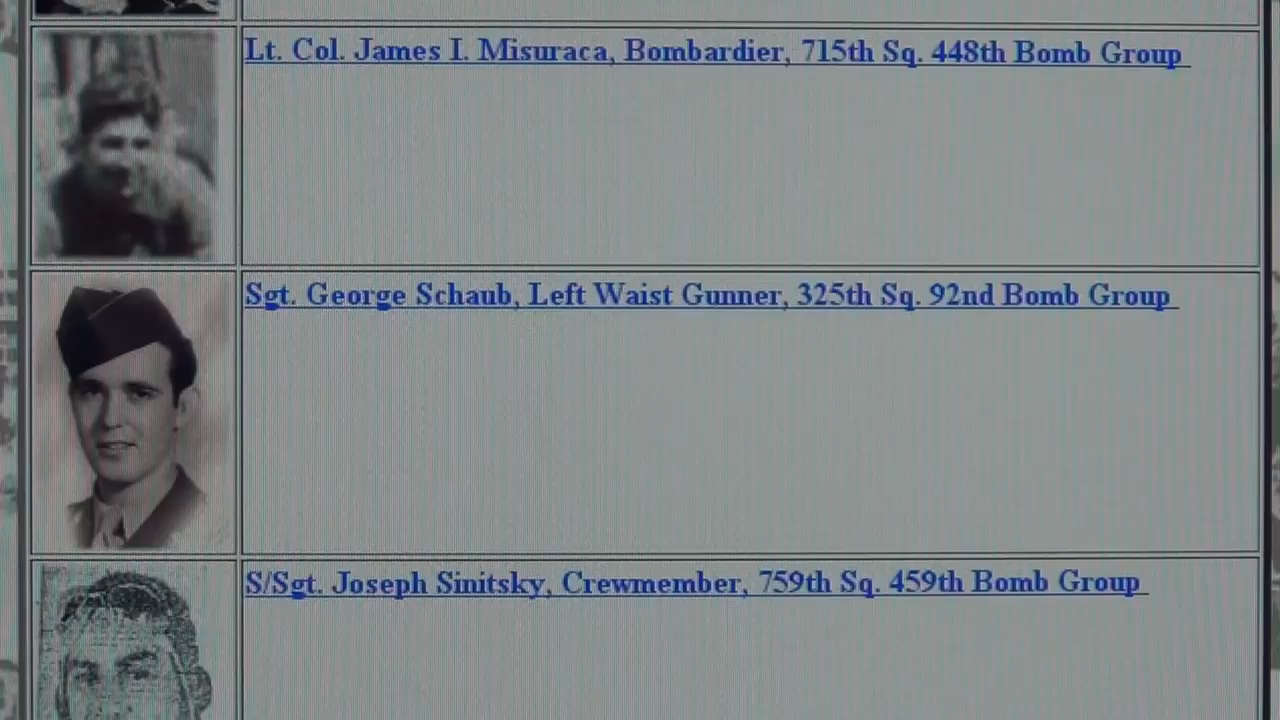 Lt. Col. James I. Misuraca, Bombardier, 715th Sq. 448th Bomb Group
Sgt. George Schaub, Left Waist Gunner, 325th Sq. 92nd Bomb Group
S/Sgt. Joseph Sinitsky, Crewmember, 759th Sq. 459th Bomb Group